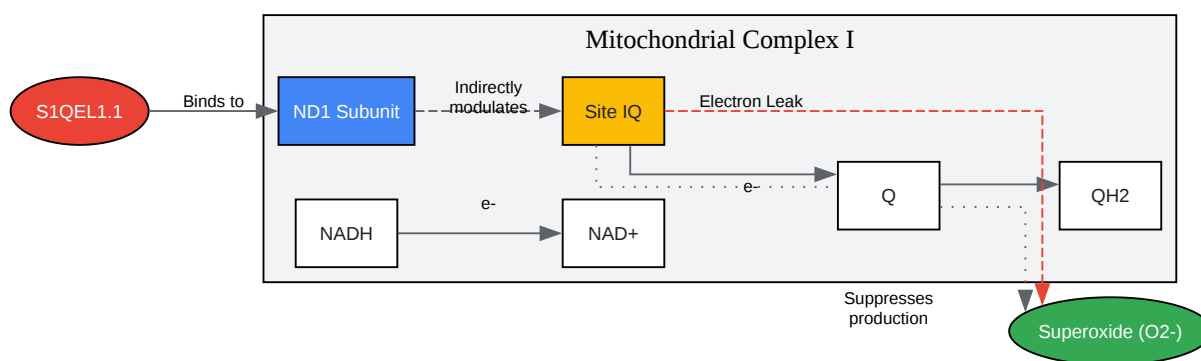 Mitochondrial Complex I
S1QEL1.1
Binds to
ND1 Subunit
Indirectly
modulates
Site IQ
Electron Leak
e-
Q
QH2
NADH
e-
NAD+
Suppresses
production
Superoxide (O2-)